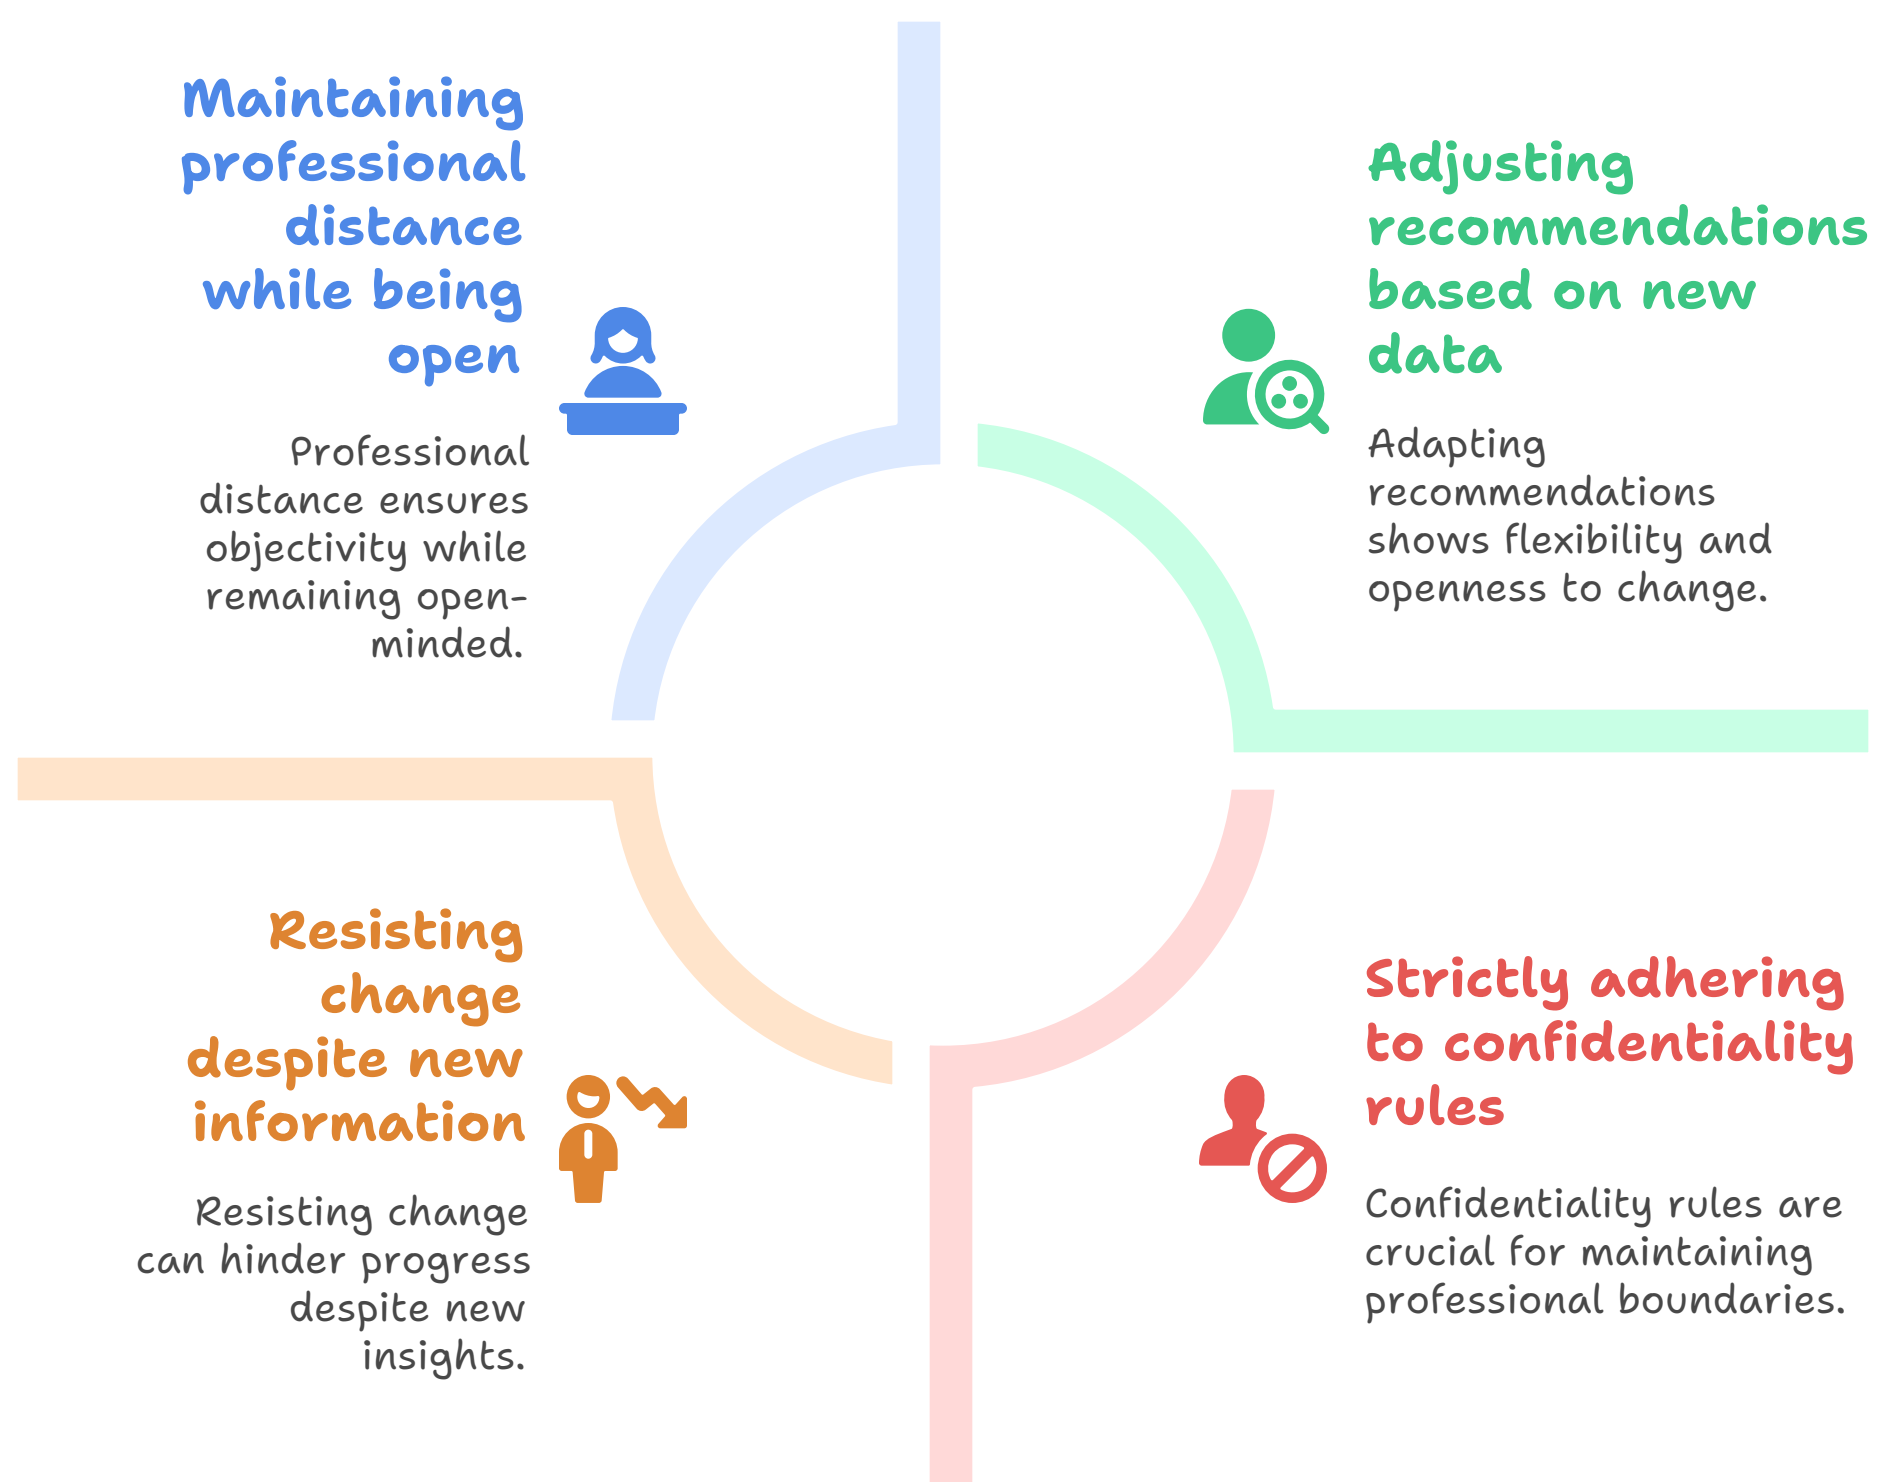 Maintaining
professional
distance
while being
open
Professional
distance ensures
objectivity while
remaining open-
minded.
Adjusting
recommendations
based on new
data
Adapting
recommendations
shows flexibility and
openness to change.
Resisting
change
despite new
information
Resisting change
can hinder progress
despite new
insights.
Strictly adhering
to confidentiality
rules
Confidentiality rules are
crucial for maintaining
professional boundaries.